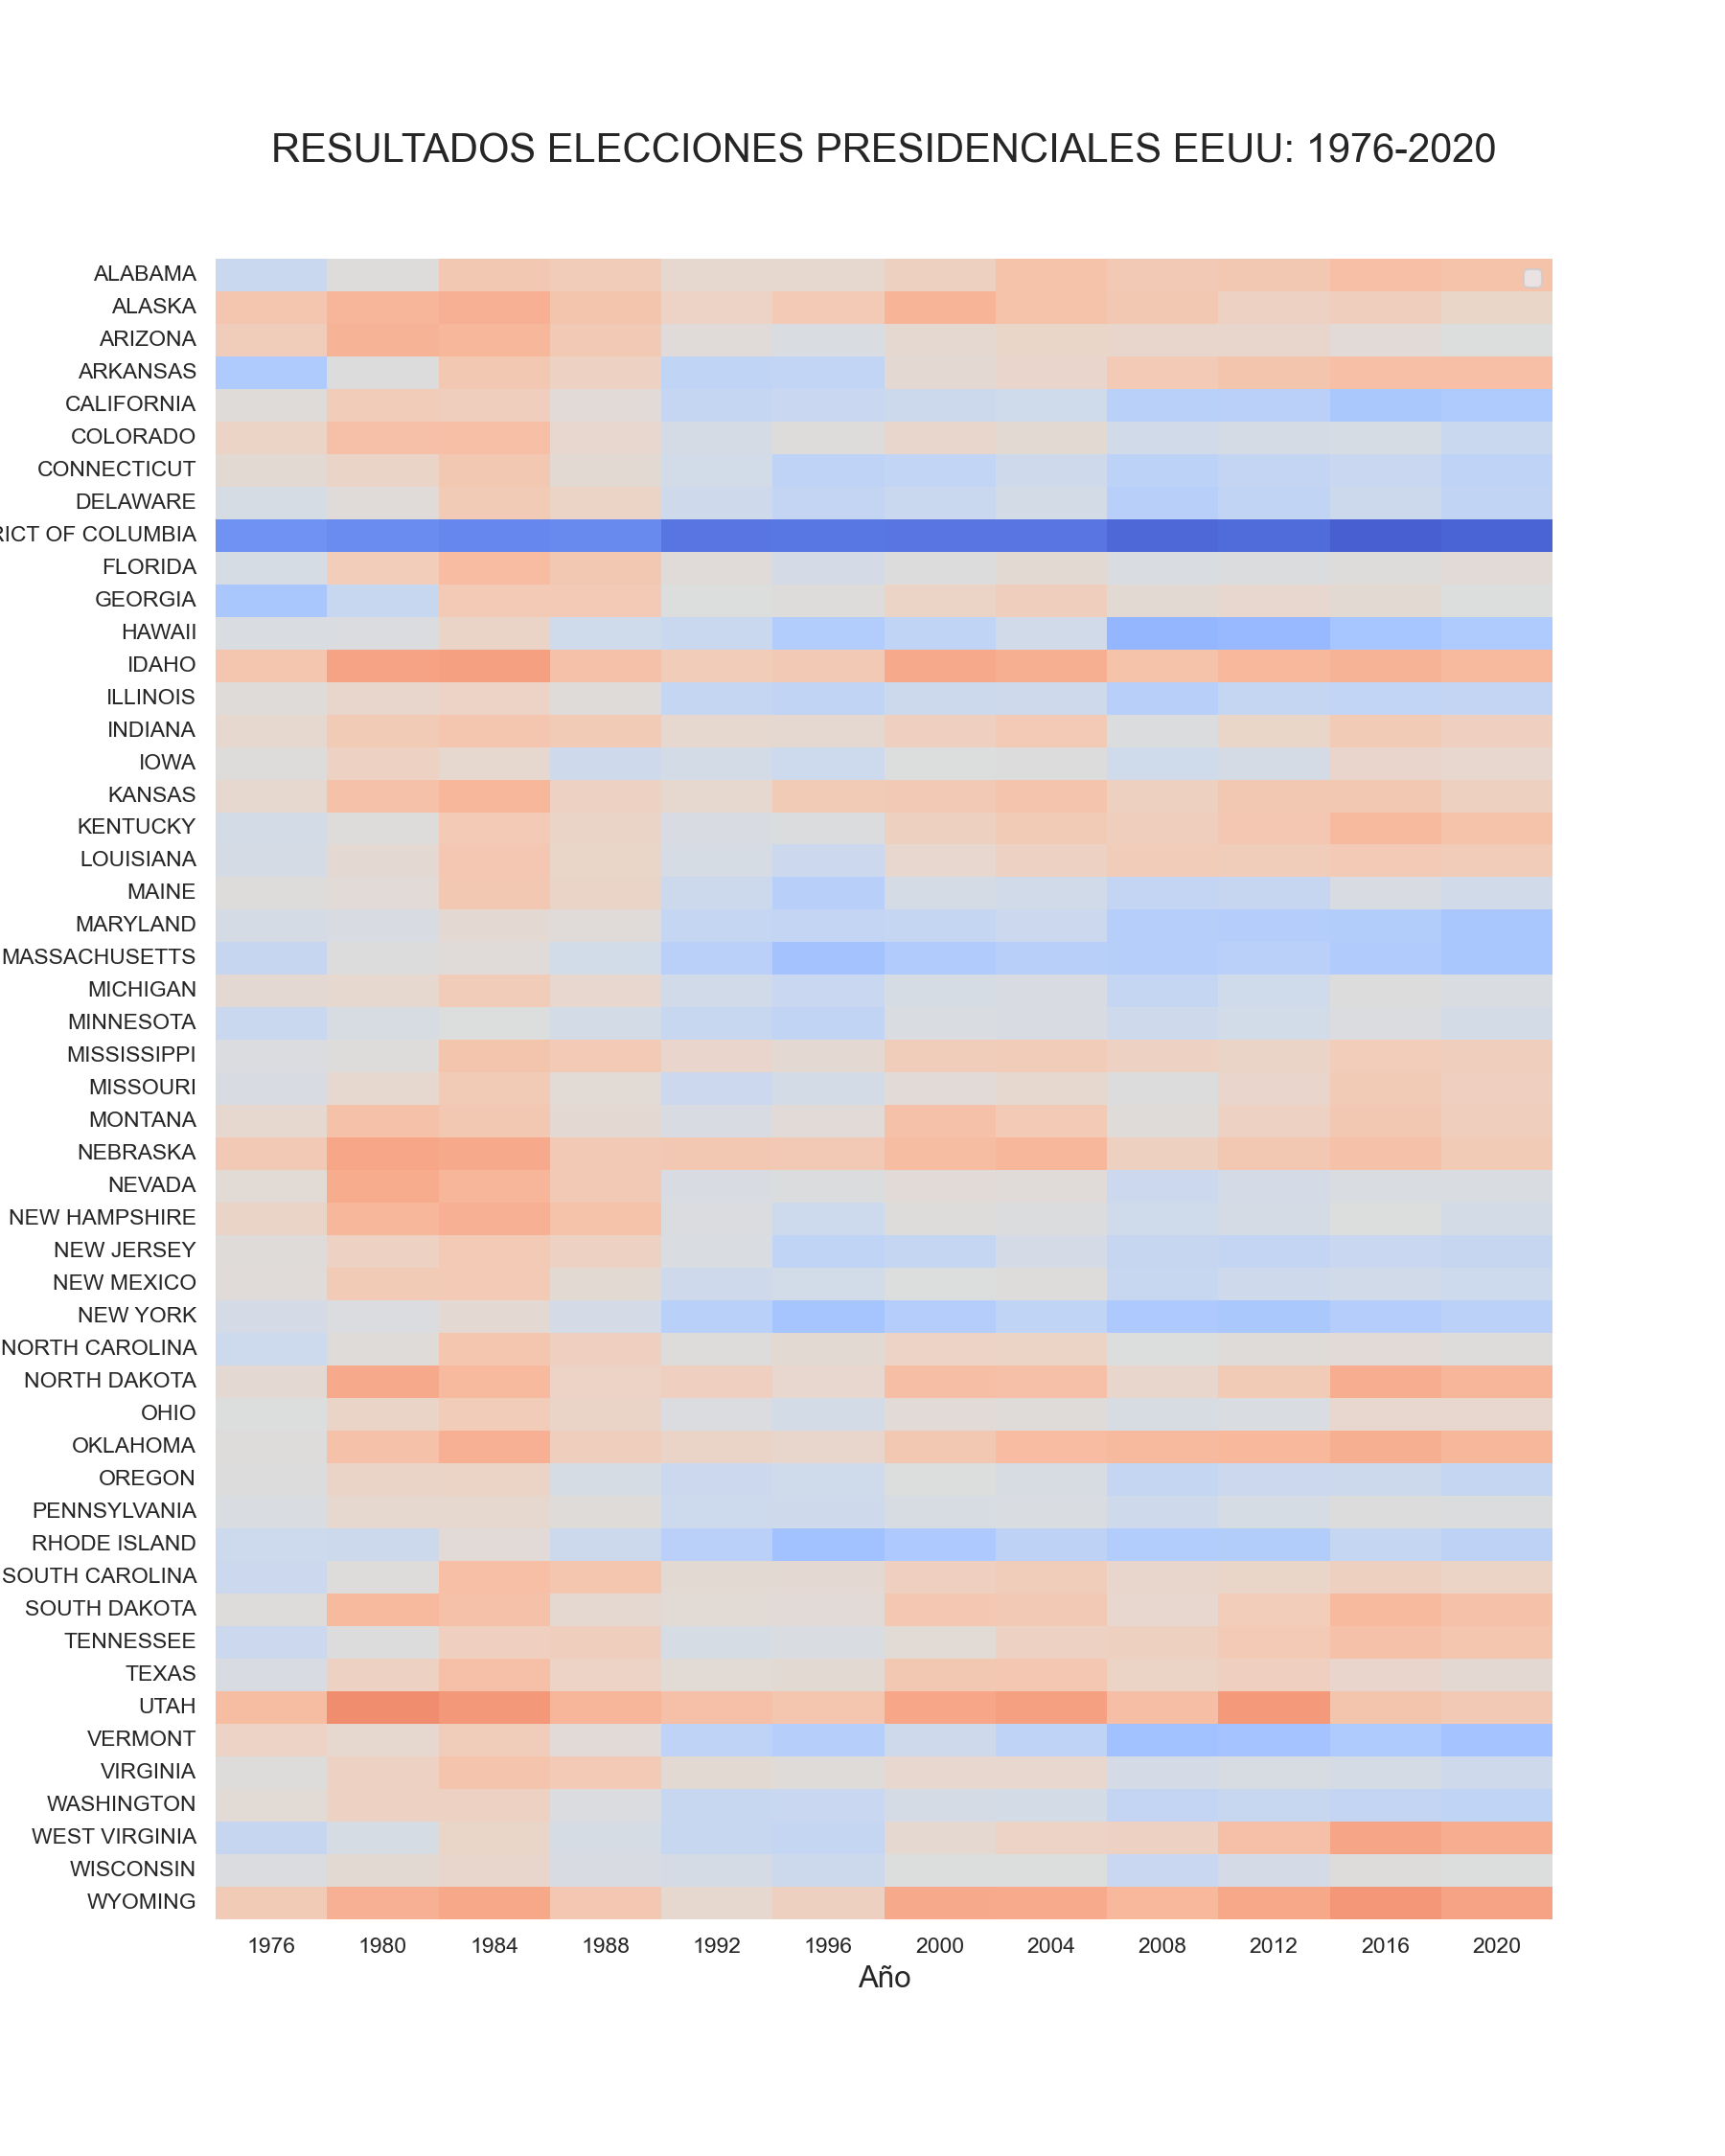 RESULTADOS ELECCIONES PRESIDENCIALES EEUU: 1976-2020
ALABAMA
ALASKA
ARIZONA
ARKANSAS
CALIFORNIA
COLORADO
CONNECTICUT
DELAWARE
RICT OF COLUMBIA
FLORIDA
GEORGIA
HAWAII
IDAHO
ILLINOIS
INDIANA
IOWA
KANSAS
KENTUCKY
LOUISIANA
MAINE
MARYLAND
MASSACHUSETTS
MICHIGAN
MINNESOTA
MISSISSIPPI
MISSOURI
MONTANA
NEBRASKA
NEVADA
NEW HAMPSHIRE
NEW JERSEY
NEW MEXICO
NEW YORK
NORTH CAROLINA
NORTH DAKOTA
OHIO
OKLAHOMA
OREGON
PENNSYLVANIA
RHODE ISLAND
SOUTH CAROLINA
SOUTH DAKOTA
TENNESSEE
TEXAS
UTAH
VERMONT
VIRGINIA
WASHINGTON
WEST VIRGINIA
WISCONSIN
WYOMING
1976 1980 1984 1988 1992 1996 2000 2004 2008 2012 2016 2020
Año